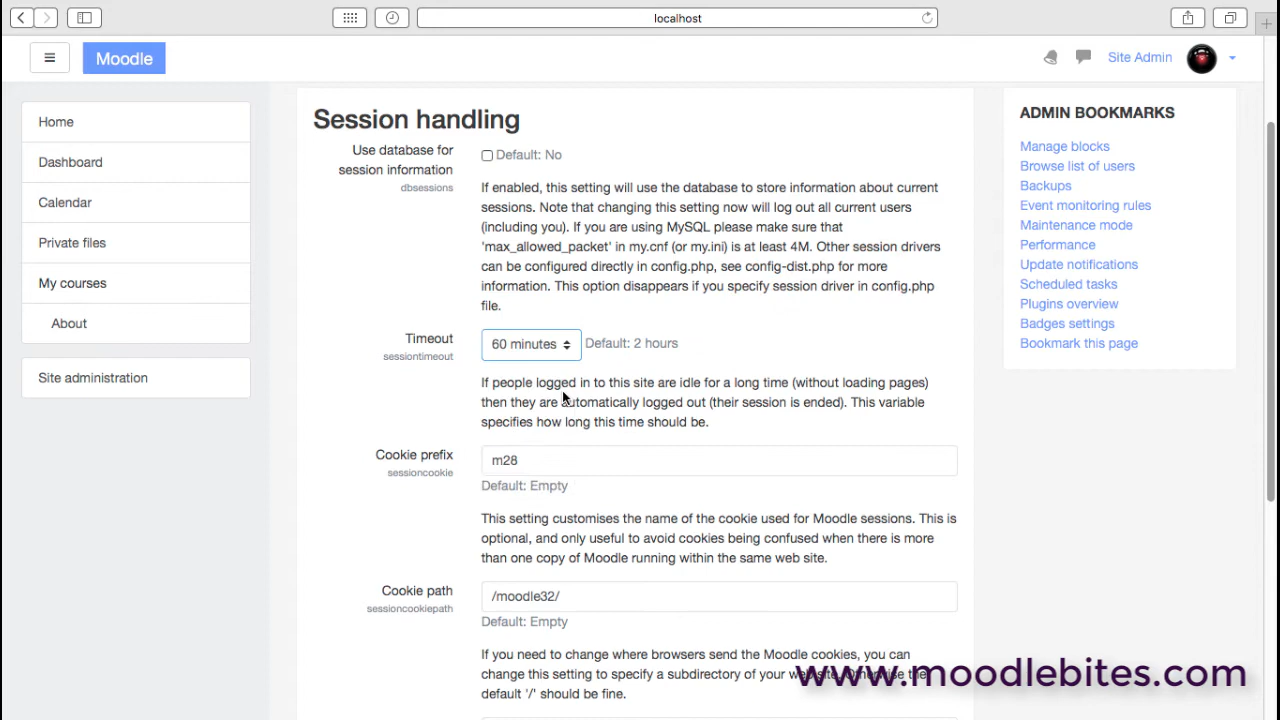 localhost
Moodle
Site Admin
Home
Dashboard
Calendar
Private files
My courses
About
Site administration
Session handling
Use database for
session information
dbsessions
Default: No
If enabled, this setting will use the database to store information about current
sessions. Note that changing this setting now will log out all current users
(including you). If you are using MySQL please make sure that
'max_allowed_packet' in my.cnf (or my.ini) is at least 4M. Other session drivers
can be configured directly in config.php, see config-dist.php for more
information. This option disappears if you specify session driver in config.php
file.
Timeout
sessiontimeout
60 minutes
Default: 2 hours
If people logged in to this site are idle for a long time (without loading pages)
then they are automatically logged out (their session is ended). This variable
specifies how long this time should be.
Cookie prefix
sessioncookie
m28
Default: Empty
This setting customises the name of the cookie used for Moodle sessions. This is
optional, and only useful to avoid cookies being confused when there is more
than one copy of Moodle running within the same web site.
Cookie path
sessioncookiepath
/moodle32/
Default: Empty
If you need to change where browsers send the Moodle cookies, you can
change this setting to specify a subdirectory of your web site. Otherwise the
default '/' should be fine.
ADMIN BOOKMARKS
Manage blocks
Browse list of users
Backups
Event monitoring rules
Maintenance mode
Performance
Update notifications
Scheduled tasks
Plugins overview
Badges settings
Bookmark this page
www.moodlebites.com